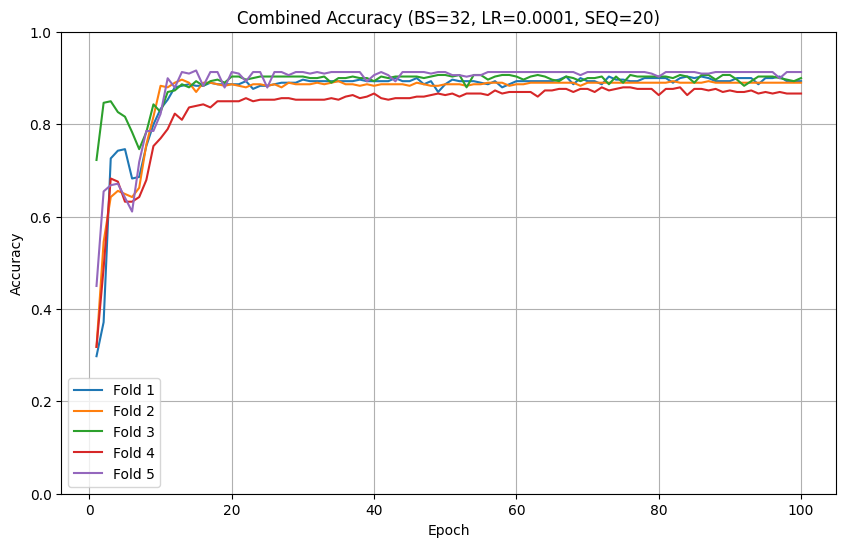 Combined Accuracy (BS=32, LR=0.0001, SEQ=20)
1.0
0.8
0.6
0.4
0.2
0.0
Accuracy
Fold 1
Fold 2
Fold 3
Fold 4
Fold 5
0 20 40 60 80 100
Epoch